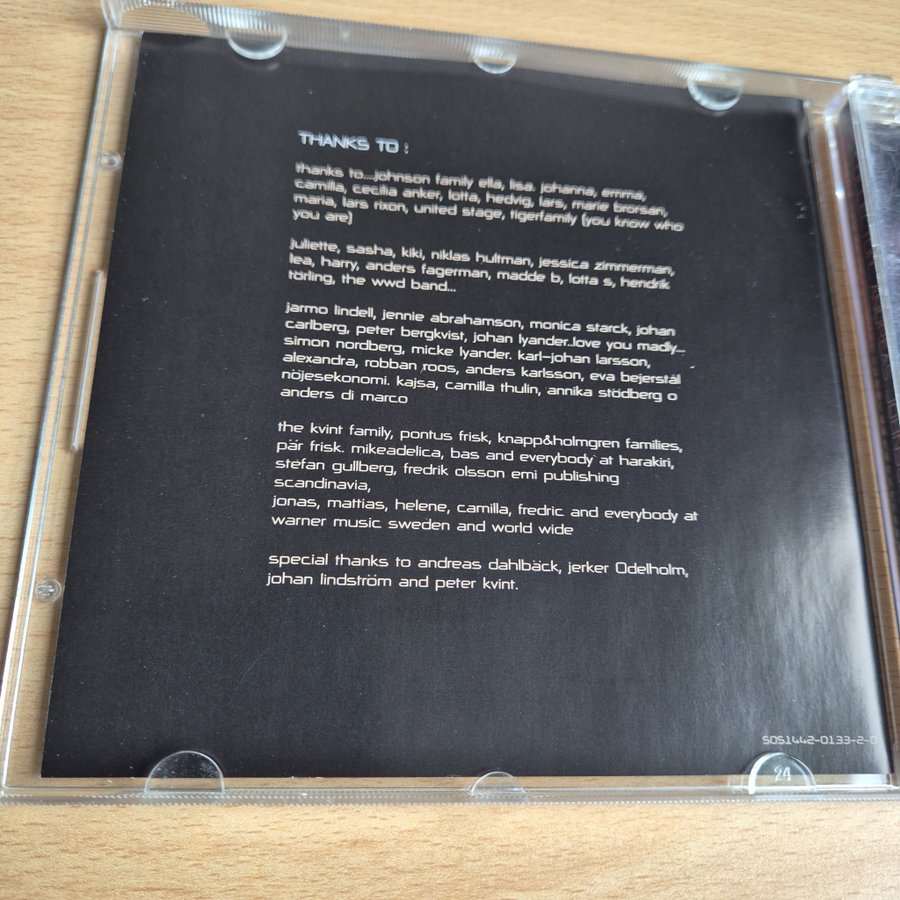 THANKS TO :
thanks to...johnson family ella, lisa. johanna, emma,
camilla, cecilia anker, lotta, hedvig, lars, marie brorsan,
maria, lars rixon, united stage, tigerfamily (you know who
you are)
juliette, sasha, kiki, niklas hultman, jessica zimmerman,
lea, harry, anders fagerman, madde b, lotta s, hendrik
törling, the wwd band...
jarmo lindell, jennie abrahamson, monica starck, johan
carlberg, peter bergkvist, johan lyander..love you madly...
simon nordberg, micke lyander. karl-johan larsson,
alexandra, robban roos, anders karlsson, eva bejerstål
nöjesekonomi. kajsa, camilla thulin, annika stödberg o
anders di marco
the kvint family, pontus frisk, knapp&holmgren families,
pär frisk. mikeadelica, bas and everybody at harakiri,
stefan gullberg, fredrik olsson emi publishing
scandinavia,
jonas, mattias, helene, camilla, fredric and everybody at
warner music sweden and world wide
special thanks to andreas dahlbäck, jerker Odelholm,
johan lindström and peter kvint.
5051442-0133-2-0
24